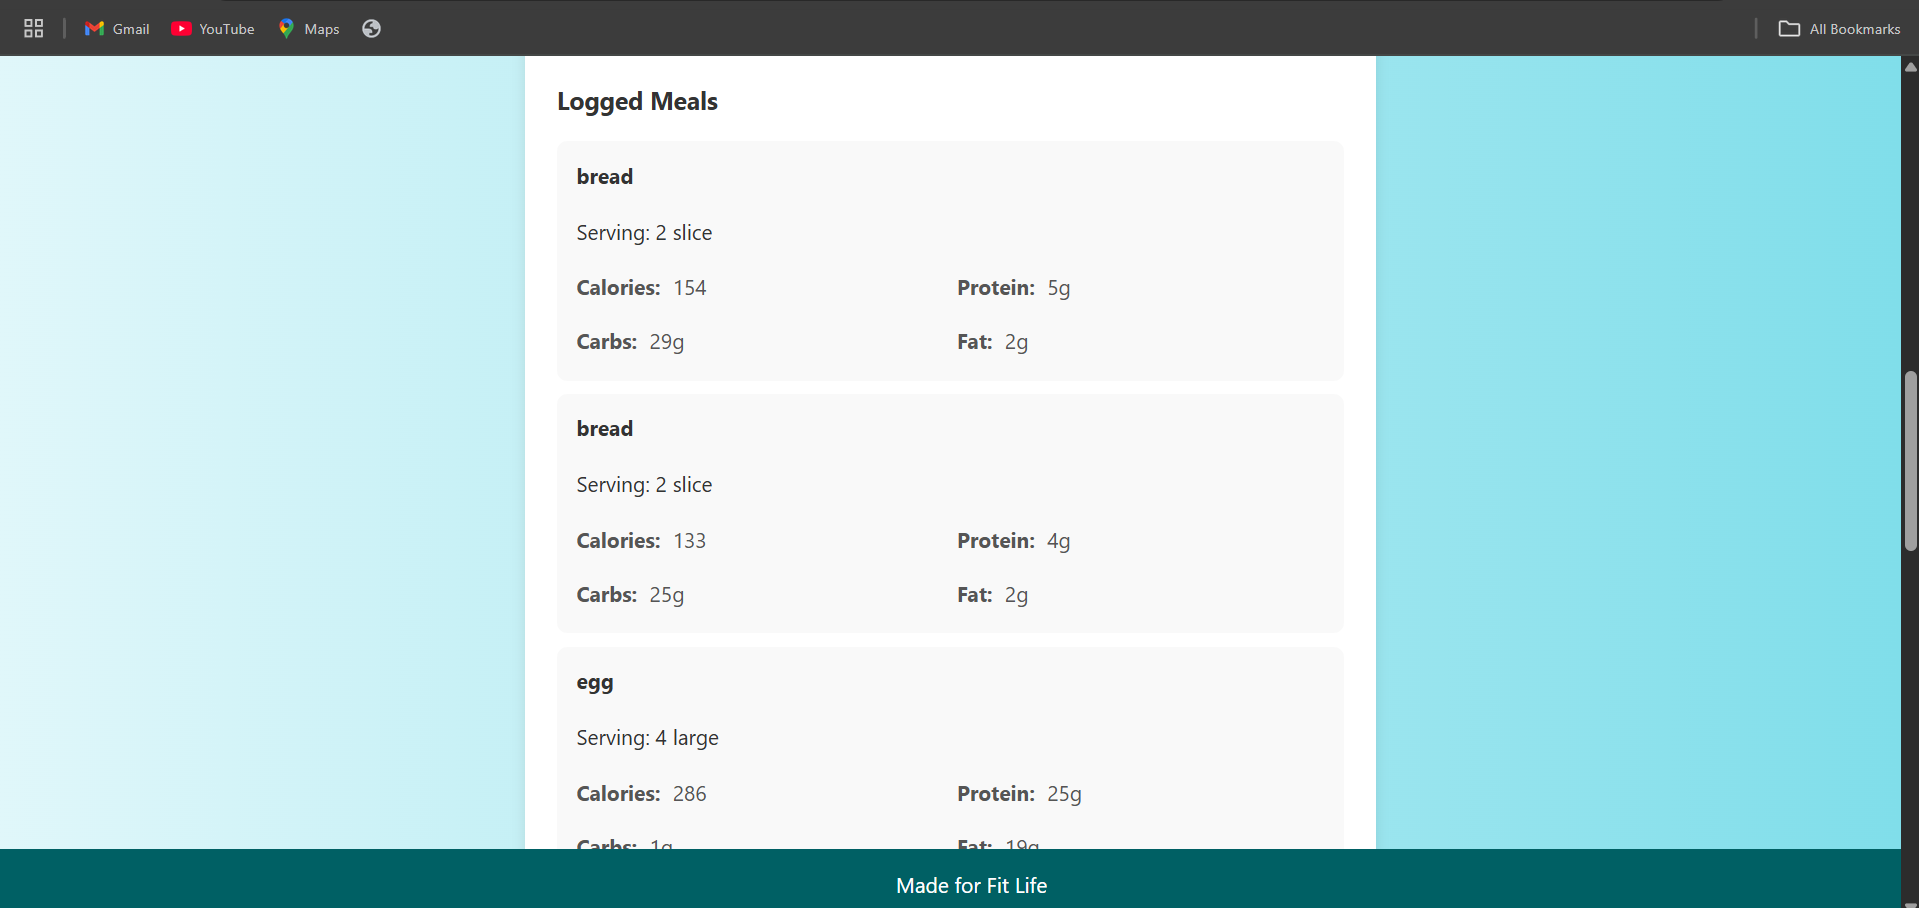 Gmail YouTube Maps All Bookmarks
Logged Meals
bread
Serving: 2 slice
Calories: 154 Protein: 5g
Carbs: 29g Fat: 2g
bread
Serving: 2 slice
Calories: 133 Protein: 4g
Carbs: 25g Fat: 2g
egg
Serving: 4 large
Calories: 286 Protein: 25g
Carbs: 1g Fat: 19g
Made for Fit Life